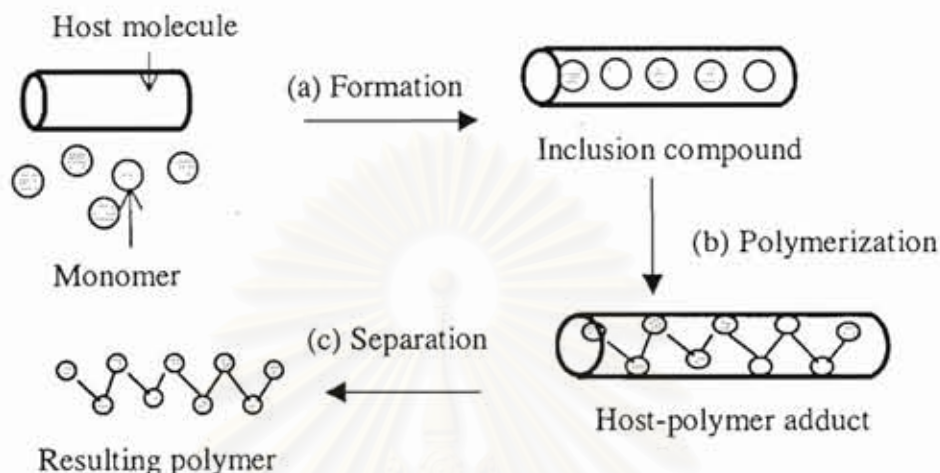 Host molecule
(a) Formation
Inclusion compound
Monomer
(b) Polymerization
(c) Separation
Host-polymer adduct
Resulting polymer